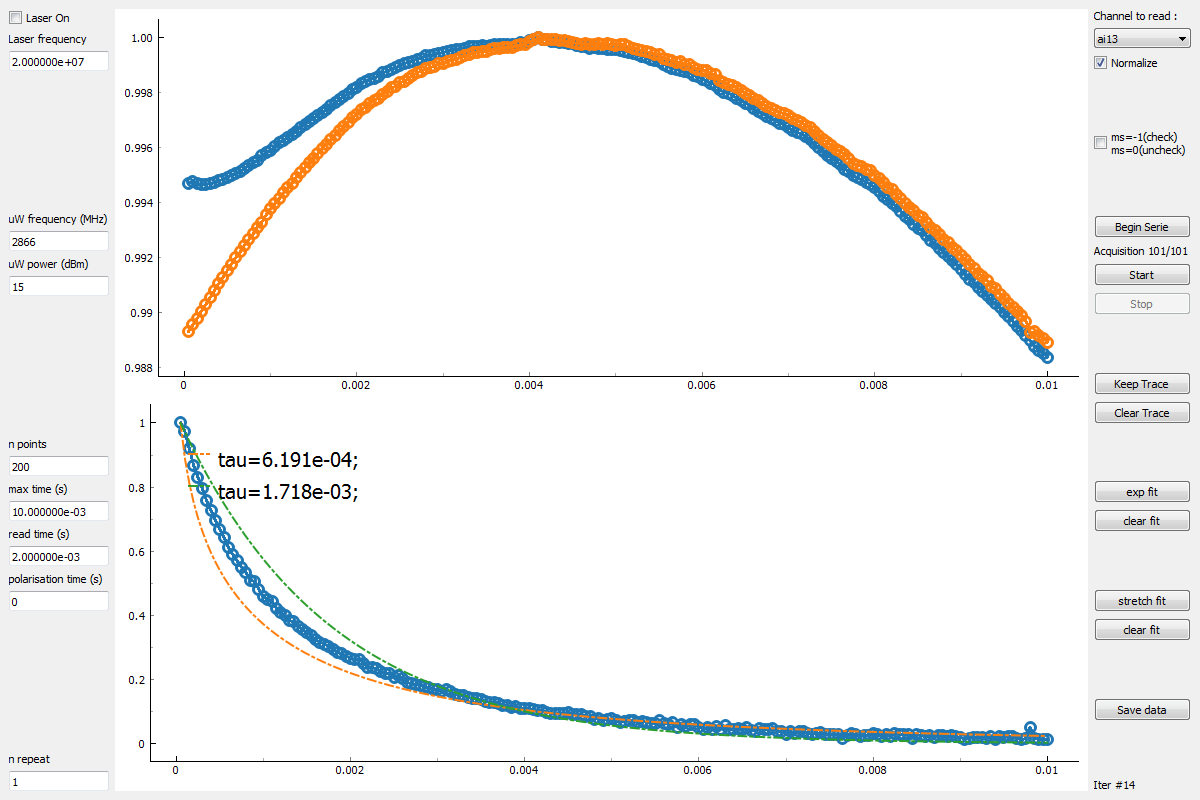 Laser On
Laser frequency
2.000000e+07
uW frequency (MHz)
2866
uW power (dBm)
15
n points
200
max time (s)
10.000000e-03
read time (s)
2.000000e-03
polarisation time (s)
0
n repeat
1
1.00
0.998
0.996
0.994
0.992
0.99
0.988
0
0.002
0.004
0.006
0.008
0.01
1
0.8
0.6
0.4
0.2
0
tau=6.191e-04;
tau=1.718e-03;
0
0.002
0.004
0.006
0.008
0.01
Channel to read :
ai13
Normalize
ms=-1(check)
ms=0(uncheck)
Begin Serie
Acquisition 101/101
Start
Stop
Keep Trace
Clear Trace
exp fit
clear fit
stretch fit
clear fit
Save data
Iter #14